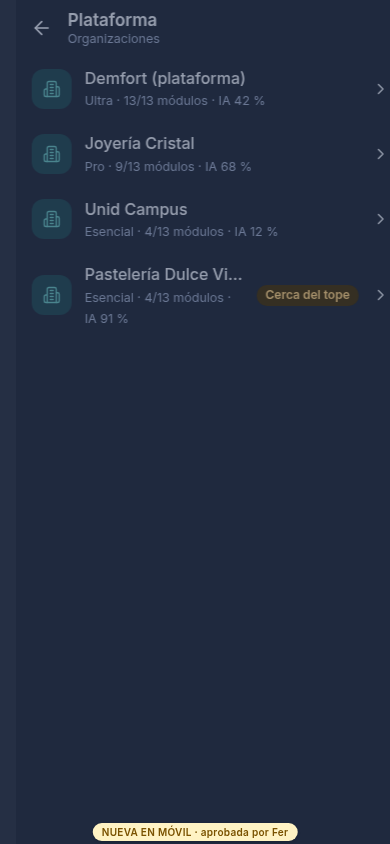 Plataforma
Organizaciones
Demfort (plataforma)
Ultra · 13/13 módulos · IA 42 %
Joyería Cristal
Pro · 9/13 módulos · IA 68 %
Unid Campus
Esencial · 4/13 módulos · IA 12 %
Pastelería Dulce Vi...
Esencial · 4/13 módulos ·
IA 91 %
Cerca del tope
NUEVA EN MÓVIL · aprobada por Fer